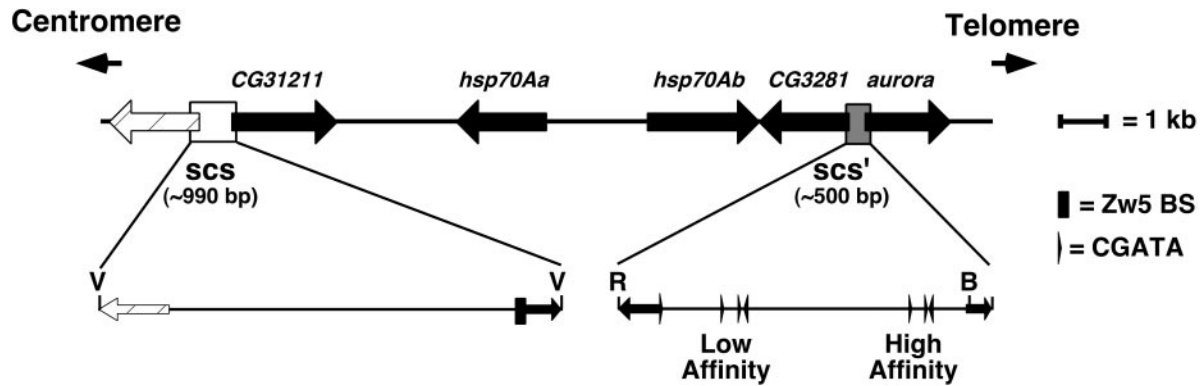 Centromere
Telomere
CG31211
hsp70Aa
hsp70Ab
CG3281
aurora
= 1 kb
scs
(~990 bp)
scs'
(~500 bp)
= Zw5 BS
= CGATA
V
V
R
B
Low
Affinity
High
Affinity